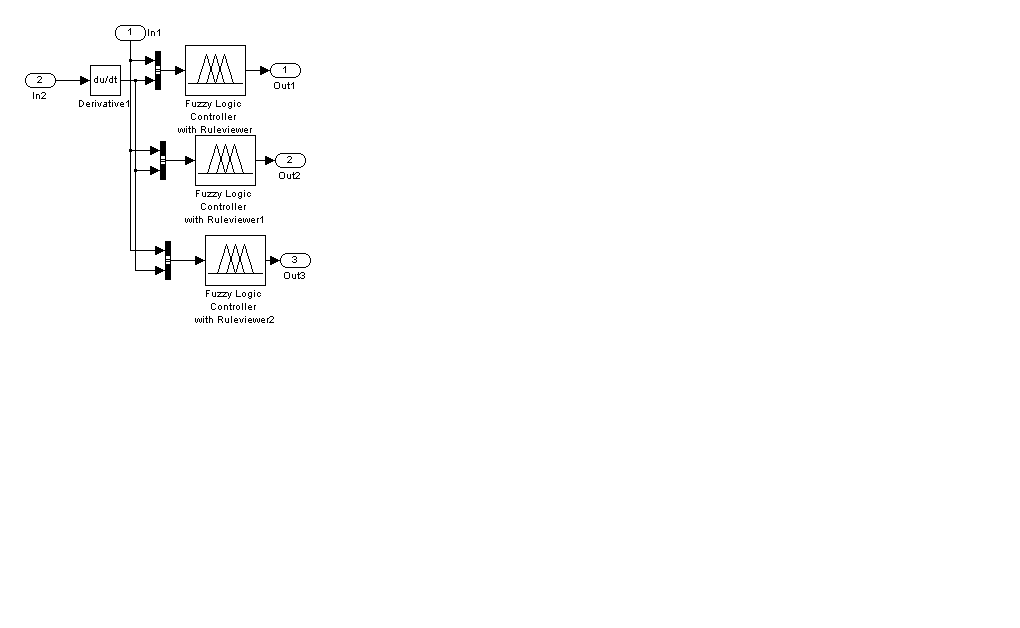 1
In1
2
In2
du/dt
Derivative1
Fuzzy Logic
Controller
with Ruleviewer
1
Out1
Fuzzy Logic
Controller
with Ruleviewer1
2
Out2
Fuzzy Logic
Controller
with Ruleviewer2
3
Out3